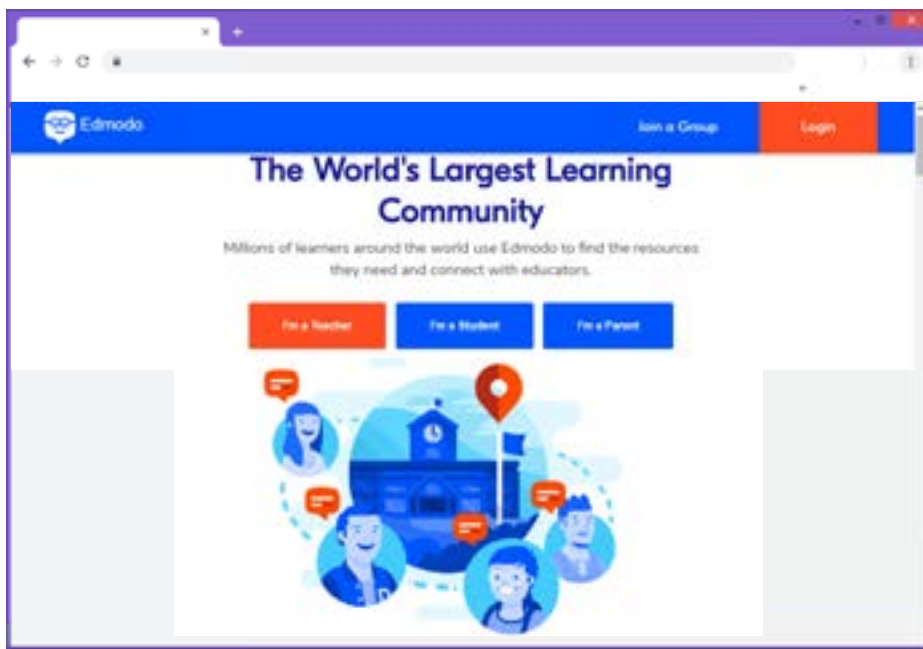 Edmodo
Join a Group
Login
The World's Largest Learning
Community
Millions of learners around the world use Edmodo to find the resources
they need and connect with educators.
I'm a Teacher
I'm a Student
I'm a Parent